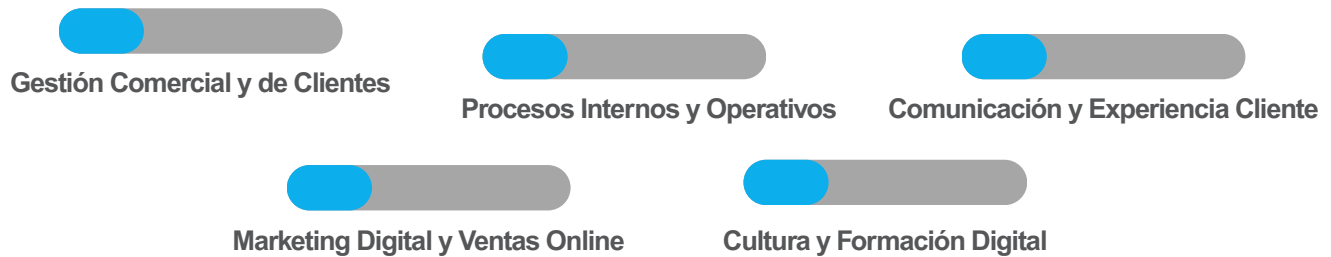 Gestión Comercial y de Clientes
Procesos Internos y Operativos
Comunicación y Experiencia Cliente
Marketing Digital y Ventas Online
Cultura y Formación Digital